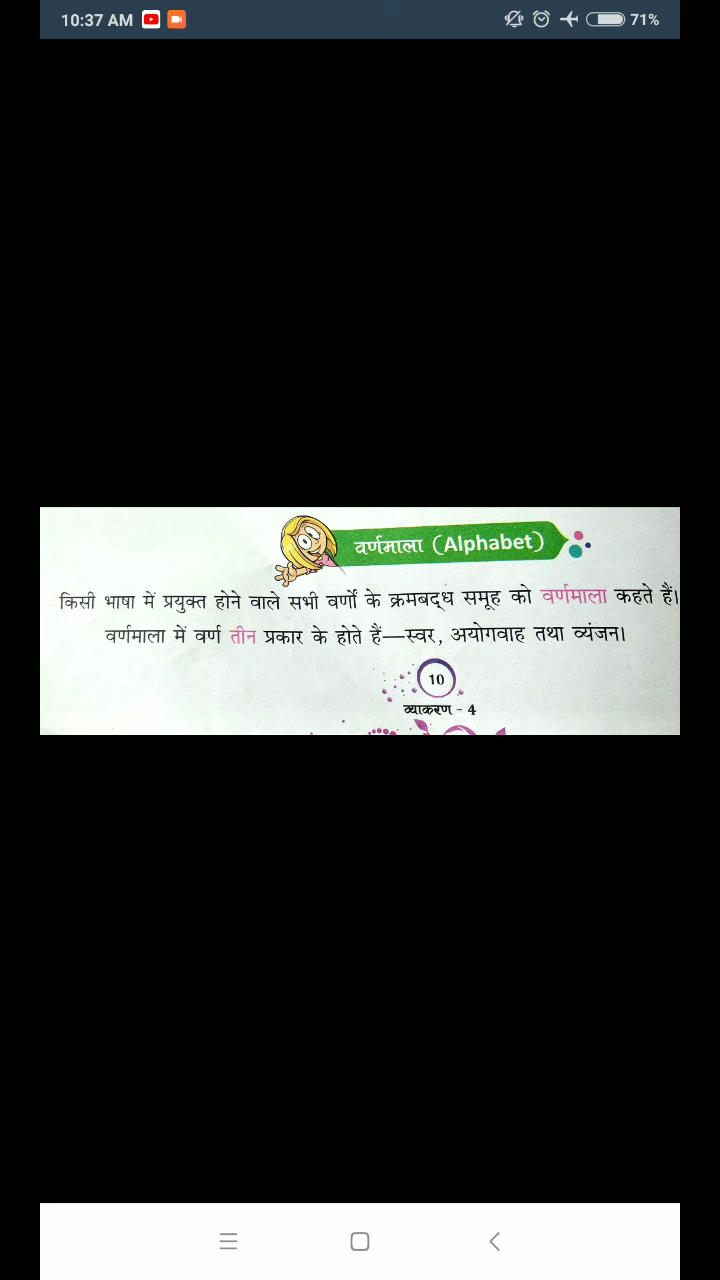 10:37 AM 71%
वर्णमाला (Alphabet)
किसी भाषा में प्रयुक्त होने वाले सभी वर्णों के क्रमबद्ध समूह को वर्णमाला कहते हैं।
वर्णमाला में वर्ण तीन प्रकार के होते हैं—स्वर, अयोगवाह तथा व्यंजन।
10
व्याकरण - 4